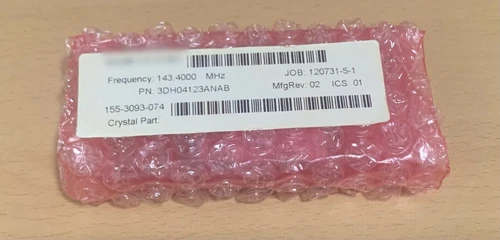 Frequency: 143.4000 MHz JOB: 120731-5-1
PN: 3DH04123ANAB MfgRev: 02 ICS: 01
155-3093-074
Crystal Part: